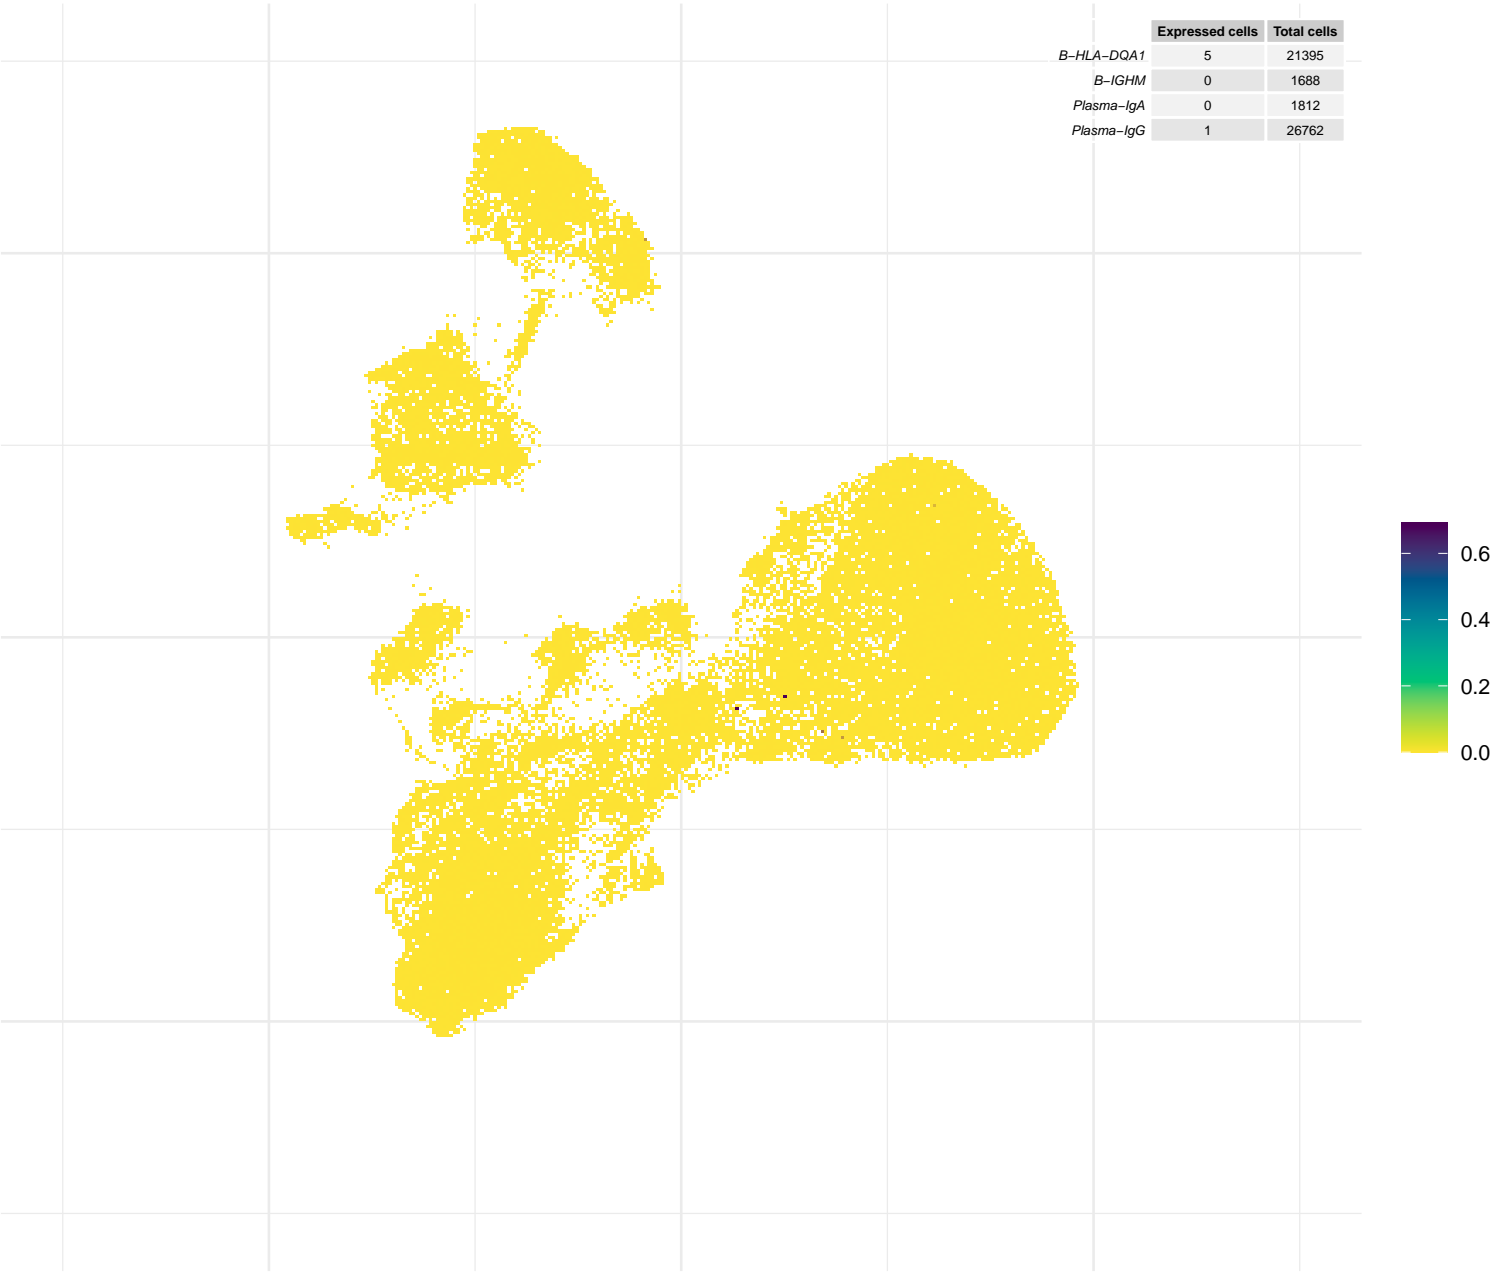 Expressed cells Total cells
B−HLA−DQA1 5 21395
B−IGHM 0 1688
Plasma−IgA 0 1812
Plasma−IgG 1 26762
0.6
0.4
0.2
0.0